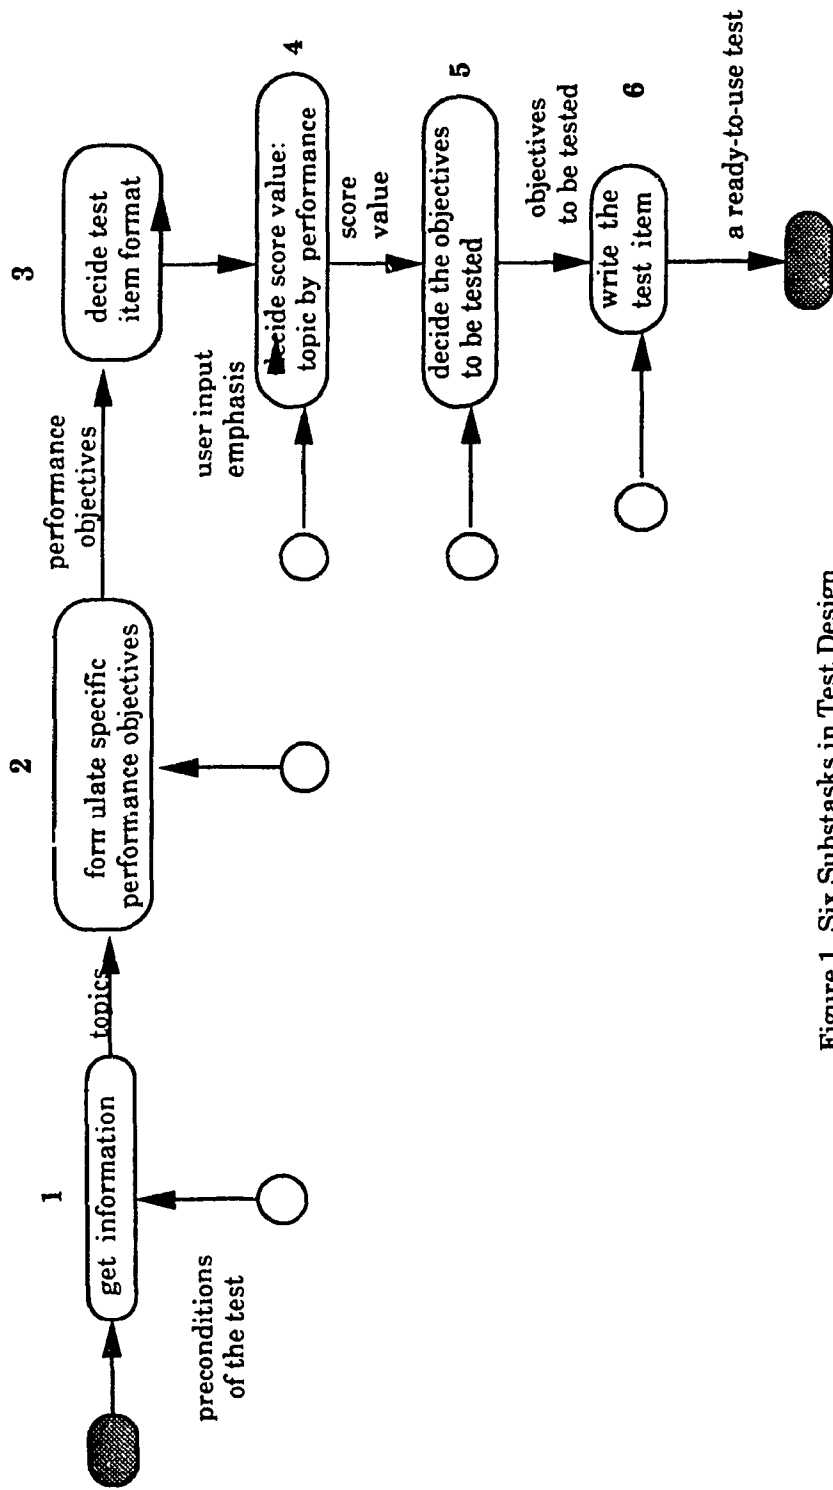 1
get information
preconditions
of the test
topics
2
formulate specific
performance objectives
performance
objectives
3
decide test
item format
user input
emphasis
decide score value:
topic by performance
4
score
value
decide the objectives
to be tested
5
objectives
to be tested
write the
test item
6
a ready-to-use test
Figure 1. Six Substasks in Test Design